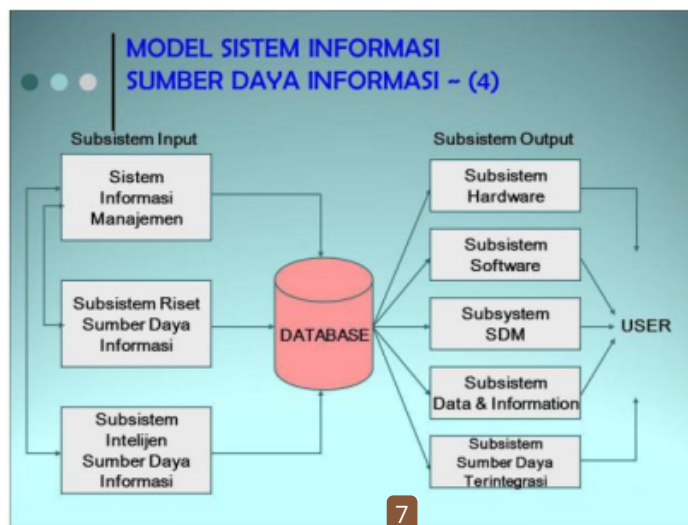 MODEL SISTEM INFORMASI
SUMBER DAYA INFORMASI ~ (4)
Subsistem Input
Sistem
Informasi
Manajemen
Subsistem Riset
Sumber Daya
Informasi
Subsistem
Intelijen
Sumber Daya
Informasi
DATABASE
Subsistem Output
Subsistem
Hardware
Subsistem
Software
Subsystem
SDM
Subsistem
Data & Information
Subsistem
Sumber Daya
Terintegrasi
USER
7